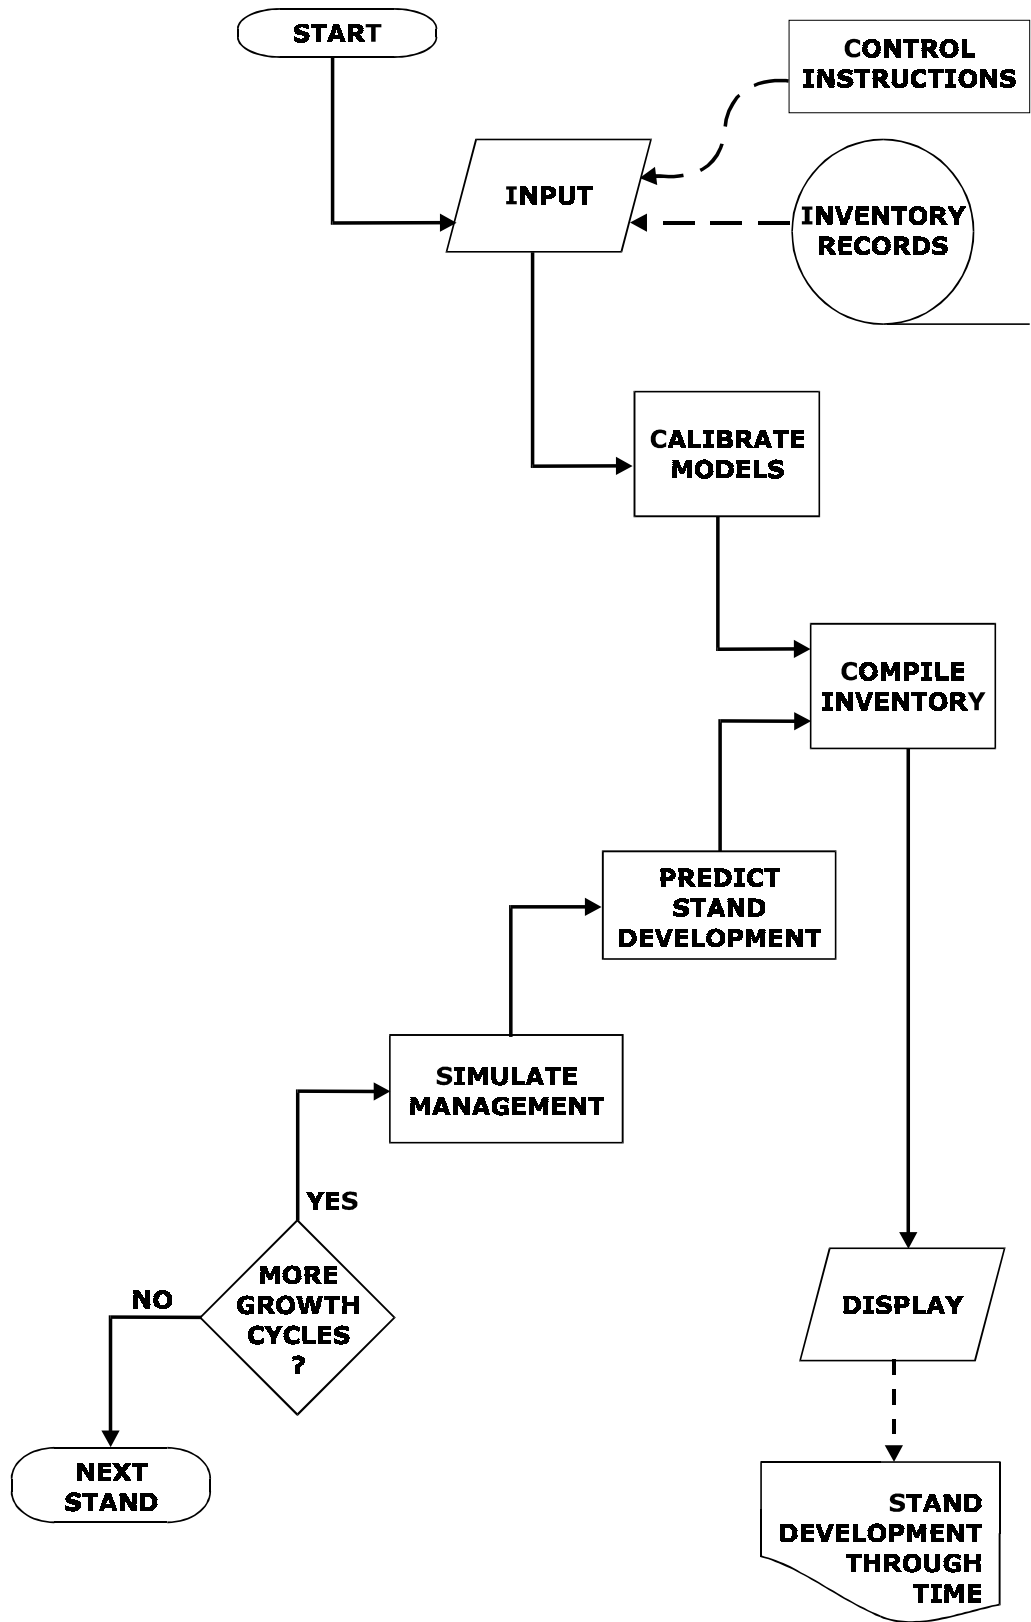 START
CONTROL
INSTRUCTIONS
INPUT
INVENTORY
RECORDS
CALIBRATE
MODELS
COMPILE
INVENTORY
PREDICT
STAND
DEVELOPMENT
SIMULATE
MANAGEMENT
YES
MORE
GROWTH
CYCLES
?
NO
DISPLAY
NEXT
STAND
STAND
DEVELOPMENT
THROUGH
TIME